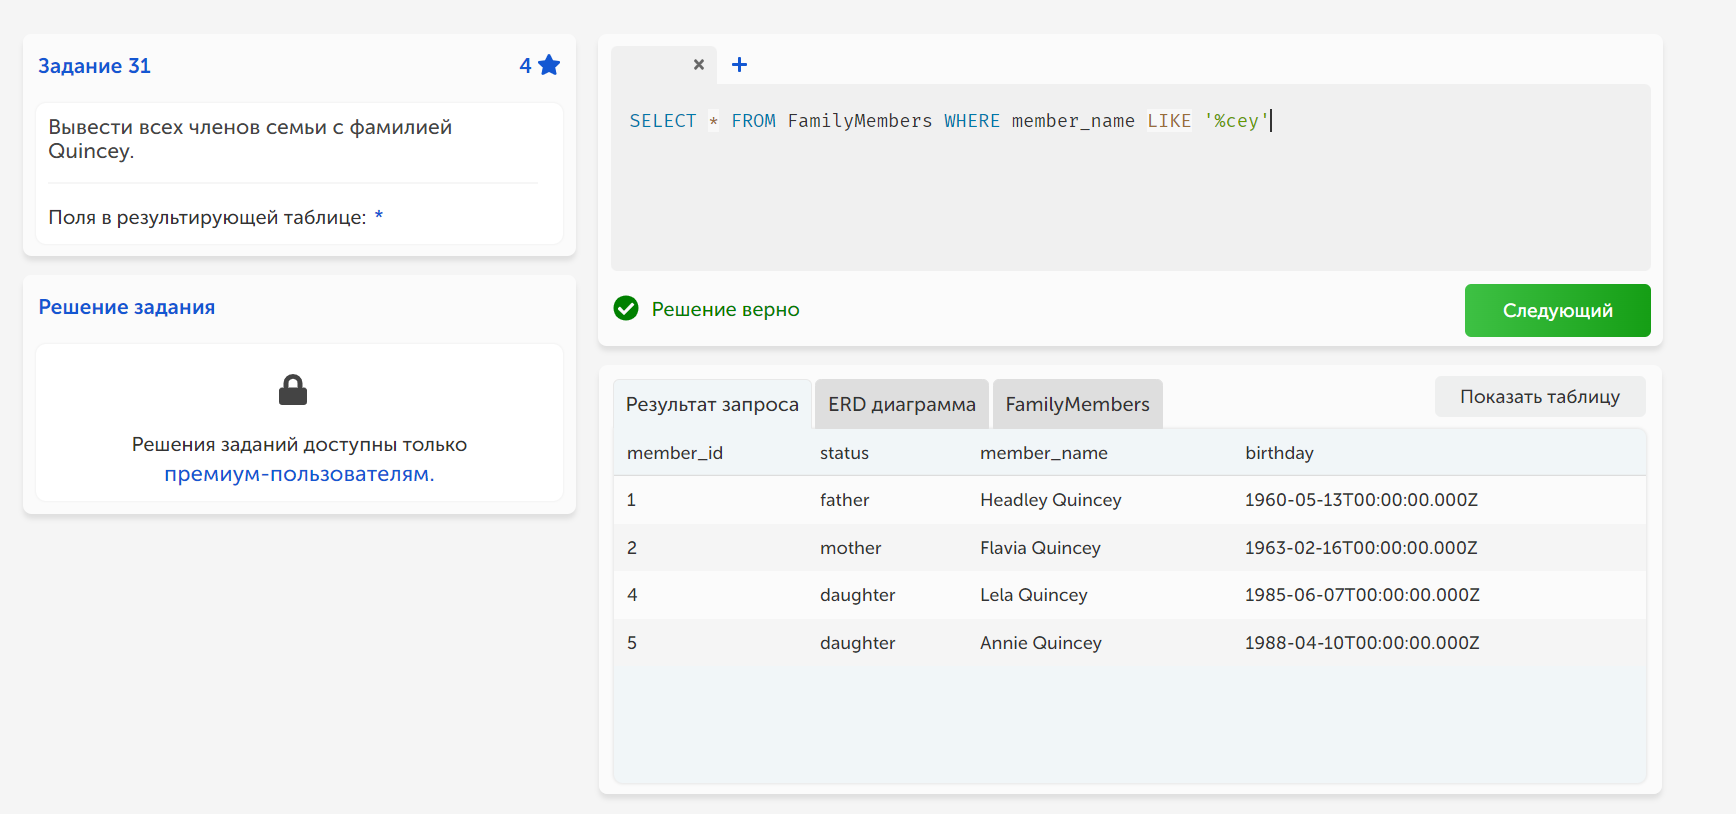 Задание 31
4
Вывести всех членов семьи с фамилией
Quincey.
Поля в результирующей таблице: *
Решение задания
Решения заданий доступны только
премиум-пользователям.
SELECT * FROM FamilyMembers WHERE member_name LIKE '%cey'
Решение верно
Следующий
Результат запроса ERD диаграмма FamilyMembers Показать таблицу
member_id status member_name birthday
1 father Headley Quincey 1960-05-13T00:00:00.000Z
2 mother Flavia Quincey 1963-02-16T00:00:00.000Z
4 daughter Lela Quincey 1985-06-07T00:00:00.000Z
5 daughter Annie Quincey 1988-04-10T00:00:00.000Z